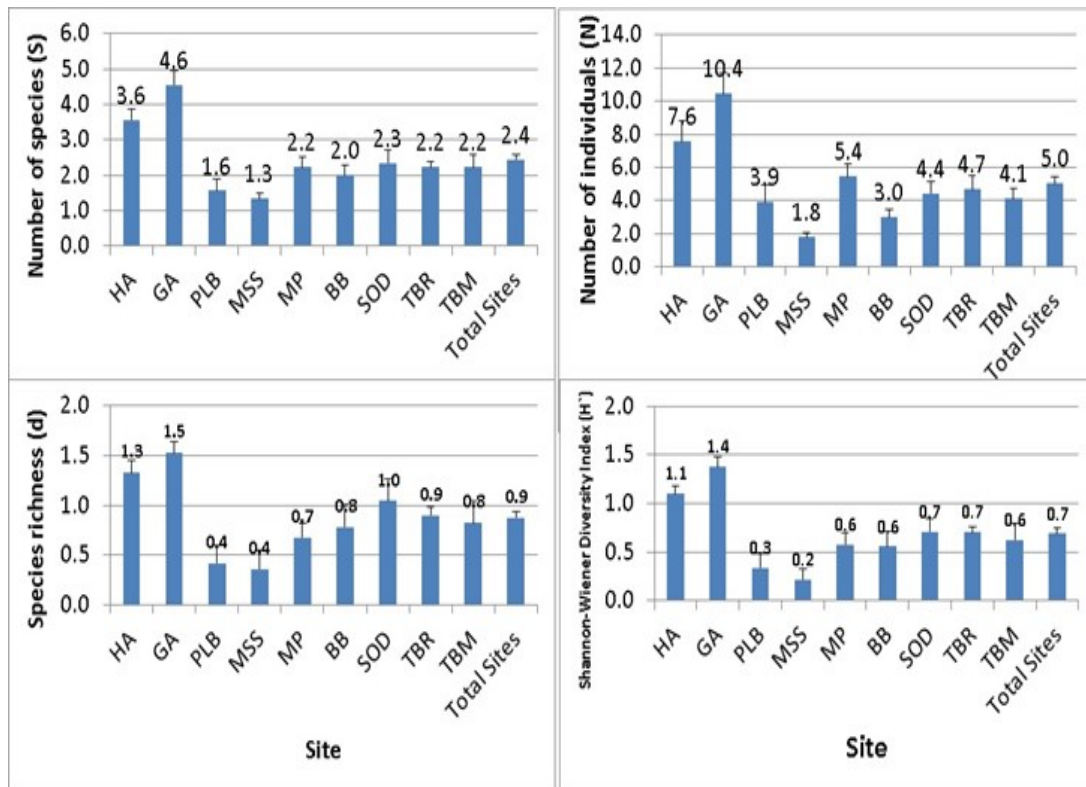 Number of species (S)
6.0
5.0
4.0
3.0
2.0
1.0
0.0
3.6
4.6
1.6
1.3
2.2
2.0
2.3
2.2
2.2
2.4
HA
GA
PLB
MSS
MP
BB
SOD
TBR
TBM
Total Sites
Number of individuals (N)
14.0
12.0
10.0
8.0
6.0
4.0
2.0
0.0
7.6
10.4
3.9
1.8
5.4
3.0
4.4
4.7
4.1
5.0
HA
GA
PLB
MSS
MP
BB
SOD
TBR
TBM
Total Sites
Species richness (d)
2.0
1.5
1.0
0.5
0.0
1.3
1.5
0.4
0.4
0.7
0.8
1.0
0.9
0.8
0.9
HA
GA
PLB
MSS
MP
BB
SOD
TBR
TBM
Total Sites
Site
Shannon-Wiener Diversity Index (H`)
2.0
1.5
1.0
0.5
0.0
1.1
1.4
0.3
0.2
0.6
0.6
0.7
0.7
0.6
0.7
HA
GA
PLB
MSS
MP
BB
SOD
TBR
TBM
Total Sites
Site